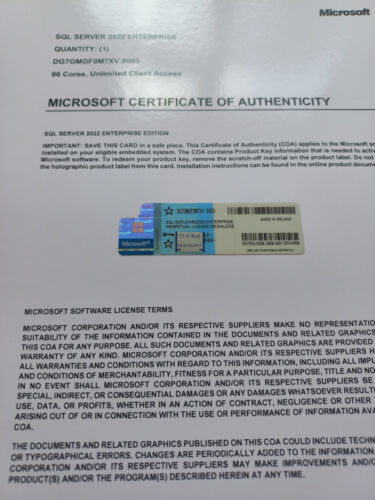 Microsoft
SQL SERVER 2022 ENTERPRISE
QUANTITY: (1)
DG7GMGF0M7XV:0003
96 Cores, Unlimited Client Access
MICROSOFT CERTIFICATE OF AUTHENTICITY
SQL SERVER 2022 ENTERPRISE EDITION
IMPORTANT: SAVE THIS CARD in a safe place. This Certificate of Authenticity (COA) applies to the Microsoft so
installed on your eligible embedded system. The COA contains Product Key information that is needed to activ
Microsoft software. To redeem your product key, remove the scratch-off material on the product label. Do not
the holographic product label from this card. Installation instructions can be found in the online product document
DG7GMGF0M7XV 0003
MADE IN IRELAND
SQL SERVER2022 ENTERPRISE
PERPETUAL LICENSE MEDIALESS
Microsoft
Microsoft
MICROSOFT SOFTWARE LICENSE TERMS
MICROSOFT CORPORATION AND/OR ITS RESPECTIVE SUPPLIERS MAKE NO REPRESENTATION
SUITABILITY OF THE INFORMATION CONTAINED IN THE DOCUMENTS AND RELATED GRAPHICS
THIS COA FOR ANY PURPOSE. ALL SUCH DOCUMENTS AND RELATED GRAPHICS ARE PROVIDED
WARRANTY OF ANY KIND. MICROSOFT AND/OR ITS RESPECTIVE SUPPLIERS H
ALL WARRANTIES AND CONDITIONS WITH REGARD TO THIS INFORMATION, INCLUDING ALL IMPL
AND CONDITIONS OF MERCHANTABILITY, FITNESS FOR A PARTICULAR PURPOSE, TITLE AND NO
IN NO EVENT SHALL MICROSOFT CORPORATION AND/OR ITS RESPECTIVE SUPPLIERS BE
SPECIAL, INDIRECT, OR CONSEQUENTIAL DAMAGES OR ANY DAMAGES WHATSOEVER RESULTI
USE, DATA, OR PROFITS, WHETHER IN AN ACTION OF CONTRACT, NEGLIGENCE OR OTHER T
ARISING OUT OF OR IN CONNECTION WITH THE USE OR PERFORMANCE OF INFORMATION AVA
COA.
THE DOCUMENTS AND RELATED GRAPHICS PUBLISHED ON THIS COA COULD INCLUDE TECHN
OR TYPOGRAPHICAL ERRORS. CHANGES ARE PERIODICALLY ADDED TO THE INFORMATION
CORPORATION AND/OR ITS RESPECTIVE SUPPLIERS MAY MAKE IMPROVEMENTS AND/
PRODUCT(S) AND/OR THE PROGRAM(S) DESCRIBED HEREIN AT ANY TIME.